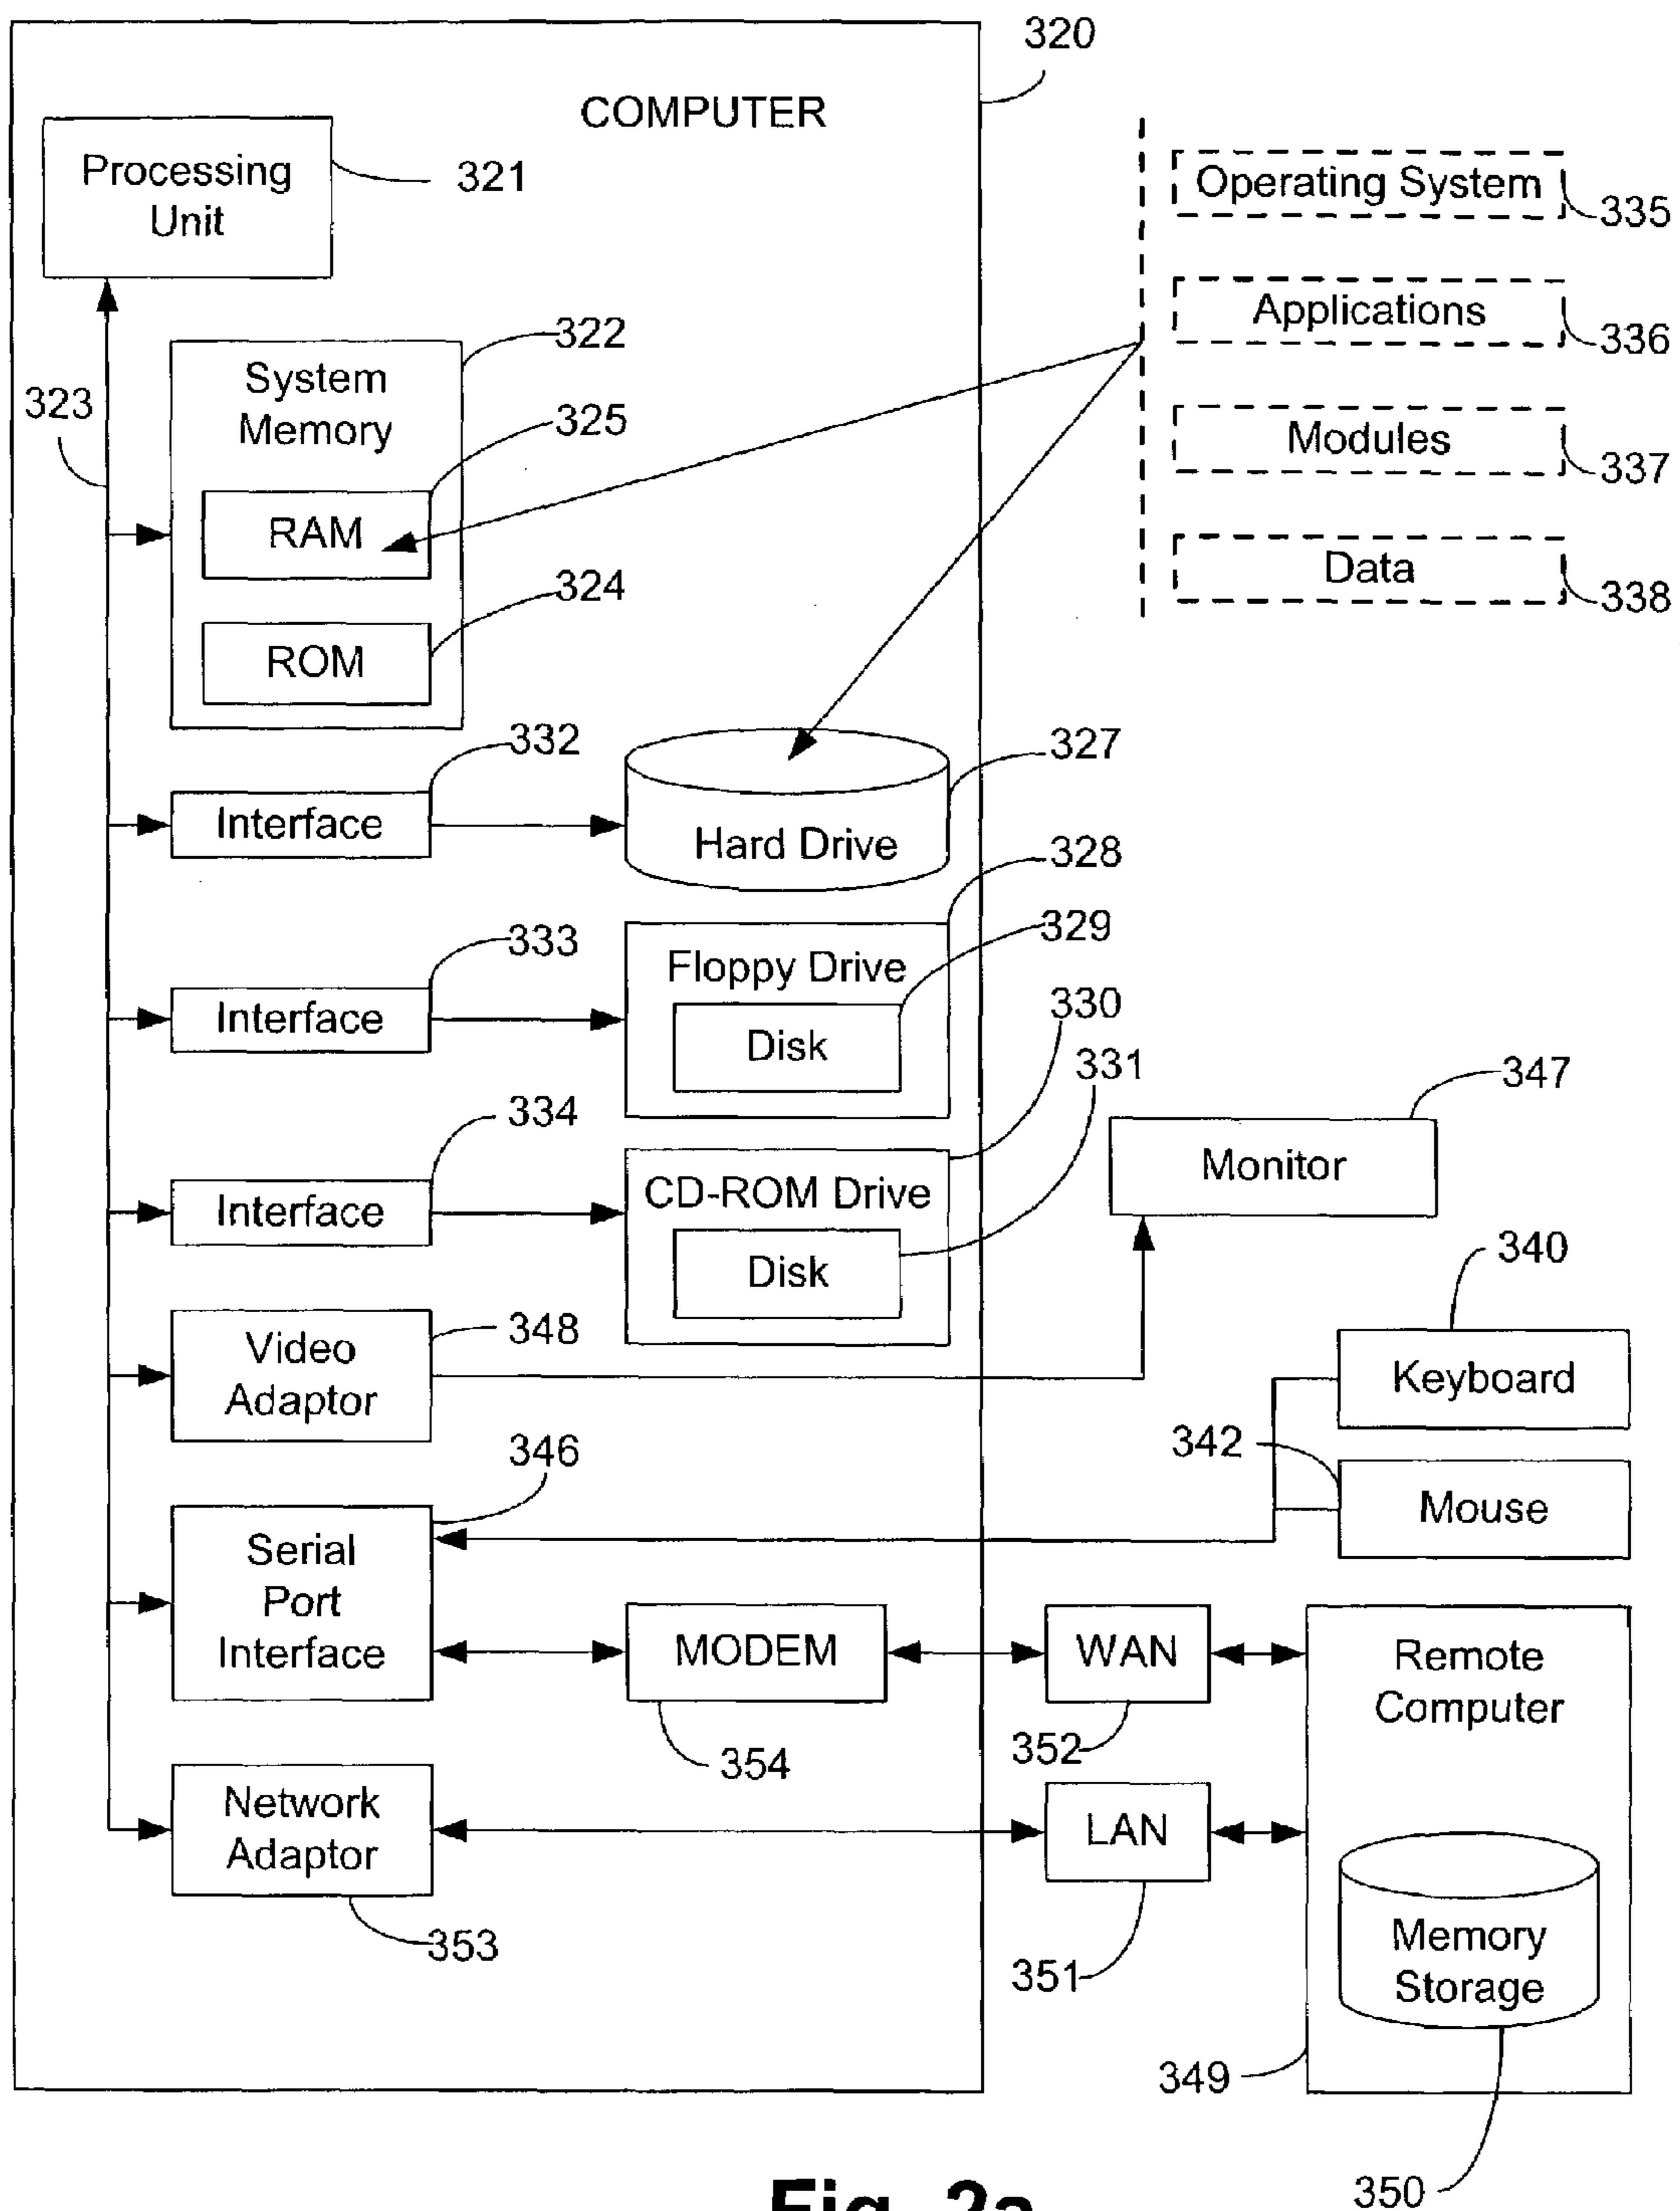 320
COMPUTER
Processing
Unit
321
Operating System
335
Applications
336
Modules
337
Data
338
322
System
Memory
323
325
RAM
324
ROM
332
Interface
327
Hard Drive
328
333
Interface
329
Floppy Drive
Disk
330
331
334
Interface
CD-ROM Drive
Disk
347
Monitor
340
Keyboard
348
Video
Adaptor
342
Mouse
346
Serial
Port
Interface
MODEM
354
WAN
352
Remote
Computer
Network
Adaptor
353
LAN
351
Memory
Storage
349
350
Fig. 2a